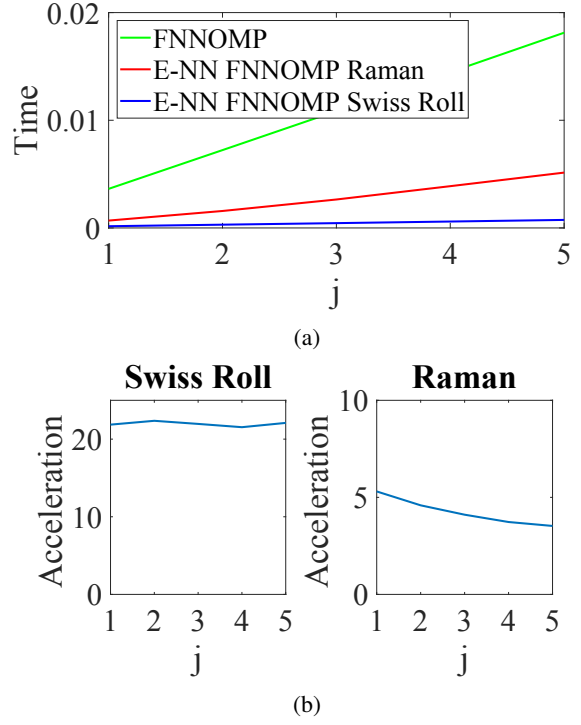 0.02
FNNOMP
E-NN FNNOMP Raman
E-NN FNNOMP Swiss Roll
0.01
Time
0
1 2 3 4 5
j
(a)
Swiss Roll Raman
20
10
0
Acceleration
1 2 3 4 5
j
10
5
0
Acceleration
1 2 3 4 5
j
(b)